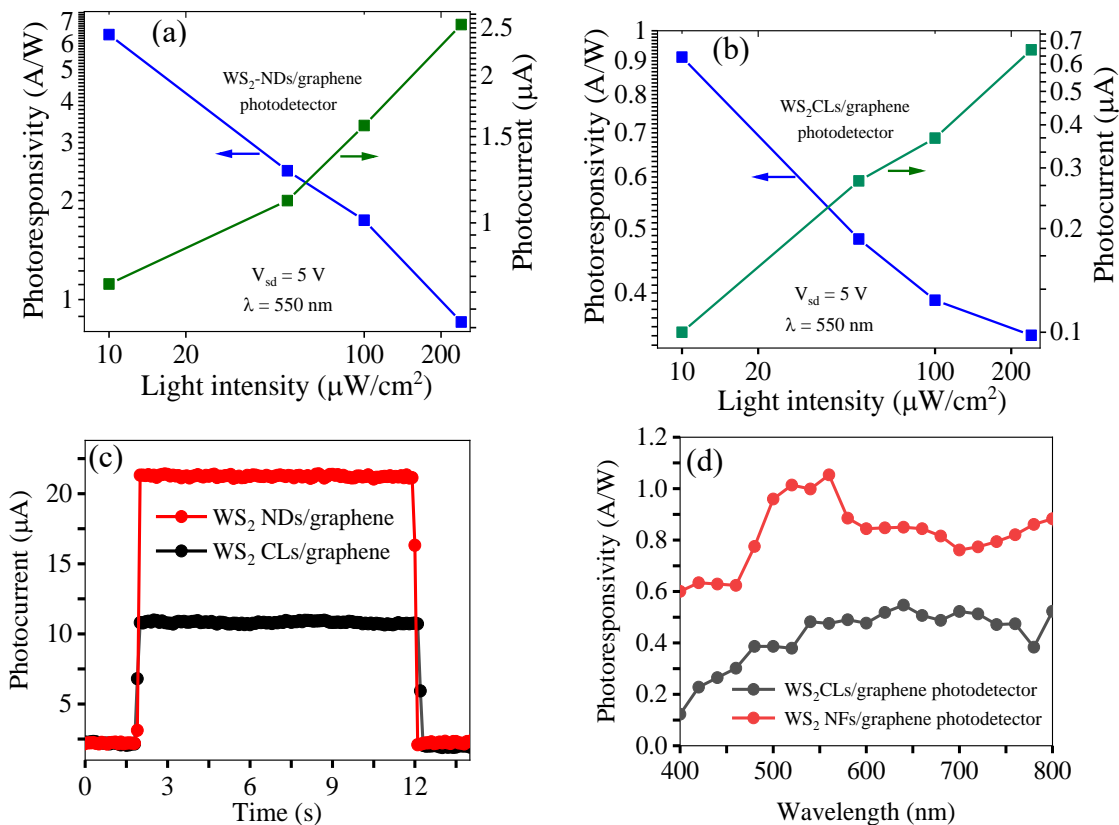 (a)
WS₂-NDs/graphene
photodetector
V_sd = 5 V
λ = 550 nm
7
6
5
4
3
2
1
Photoresponsivity (A/W)
2.5
2
1.5
1
Photocurrent (μA)
10
20
100
200
Light intensity (μW/cm²)
(b)
WS₂CLs/graphene
photodetector
V_sd = 5 V
λ = 550 nm
1
0.9
0.8
0.7
0.6
0.5
0.4
Photoresponsivity (A/W)
0.7
0.6
0.5
0.4
0.3
0.2
0.1
Photocurrent (μA)
10
20
100
200
Light intensity (μW/cm²)
(c)
WS₂ NDs/graphene
WS₂ CLs/graphene
20
15
10
5
Photocurrent (μA)
0
3
6
9
12
Time (s)
(d)
1.2
1.0
0.8
0.6
0.4
0.2
0.0
Photoresponsivity (A/W)
WS₂CLs/graphene photodetector
WS₂ NFs/graphene photodetector
400
500
600
700
800
Wavelength (nm)